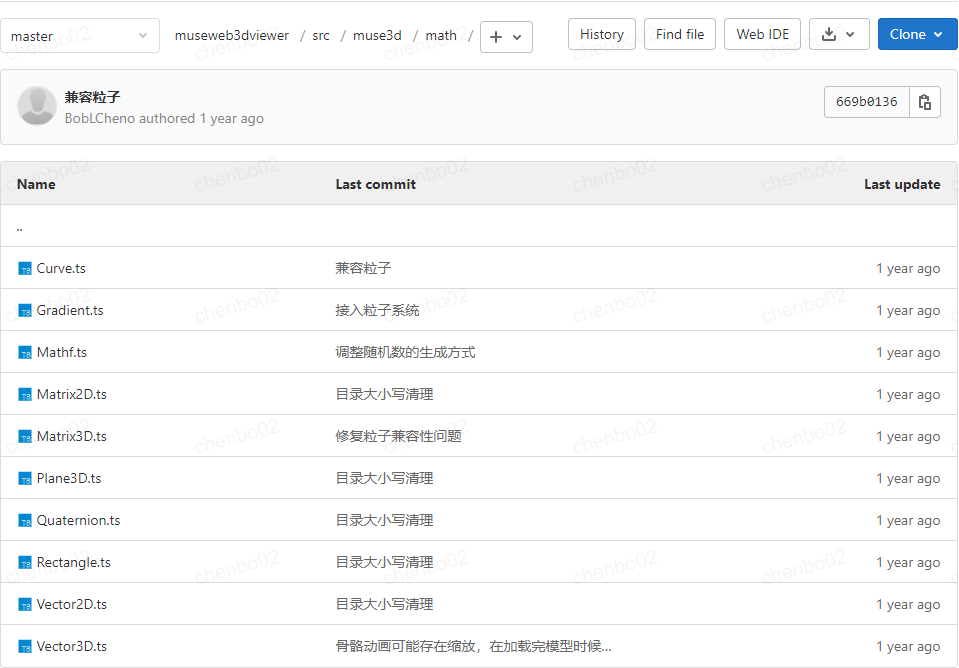 master museweb3dviewer / src / muse3d / math / + History Find file Web IDE Clone
兼容粒子
BobLCheno authored 1 year ago
669b0136
Name Last commit Last update
..
Curve.ts 兼容粒子 1 year ago
Gradient.ts 接入粒子系统 1 year ago
Mathf.ts 调整随机数的生成方式 1 year ago
Matrix2D.ts 目录大小写清理 1 year ago
Matrix3D.ts 修复粒子兼容性问题 1 year ago
Plane3D.ts 目录大小写清理 1 year ago
Quaternion.ts 目录大小写清理 1 year ago
Rectangle.ts 目录大小写清理 1 year ago
Vector2D.ts 目录大小写清理 1 year ago
Vector3D.ts 骨骼动画可能存在缩放，在加载完模型时候... 1 year ago
chenbo02